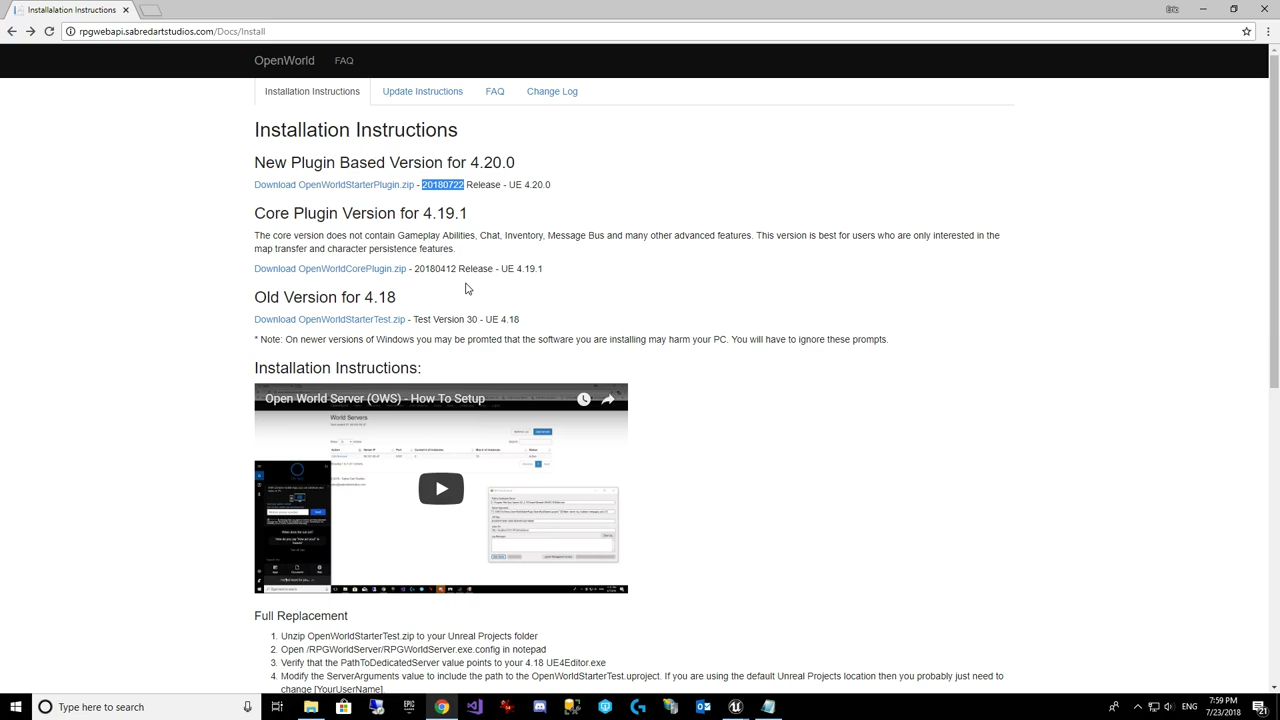 Installalation Instructions
rpgwebapi.sabredartstudios.com/Docs/Install
OpenWorld FAQ
Installation Instructions Update Instructions FAQ Change Log
Installation Instructions
New Plugin Based Version for 4.20.0
Download OpenWorldStarterPlugin.zip - 20180722 Release - UE 4.20.0
Core Plugin Version for 4.19.1
The core version does not contain Gameplay Abilities, Chat, Inventory, Message Bus and many other advanced features. This version is best for users who are only interested in the
map transfer and character persistence features.
Download OpenWorldCorePlugin.zip - 20180412 Release - UE 4.19.1
Old Version for 4.18
Download OpenWorldStarterTest.zip - Test Version 30 - UE 4.18
* Note: On newer versions of Windows you may be promted that the software you are installing may harm your PC. You will have to ignore these prompts.
Installation Instructions:
Open World Server (OWS) - How To Setup
World Servers
Full Replacement
1. Unzip OpenWorldStarterTest.zip to your Unreal Projects folder
2. Open /RPGWorldServer/RPGWorldServer.exe.config in notepad
3. Verify that the PathToDedicatedServer value points to your 4.18 UE4Editor.exe
4. Modify the ServerArguments value to include the path to the OpenWorldStarterTest.uproject. If you are using the default Unreal Projects location then you probably just need to
change [YourUserName]
Type here to search
EPIC
GAMES
ENG
7:59 PM
7/23/2018
21